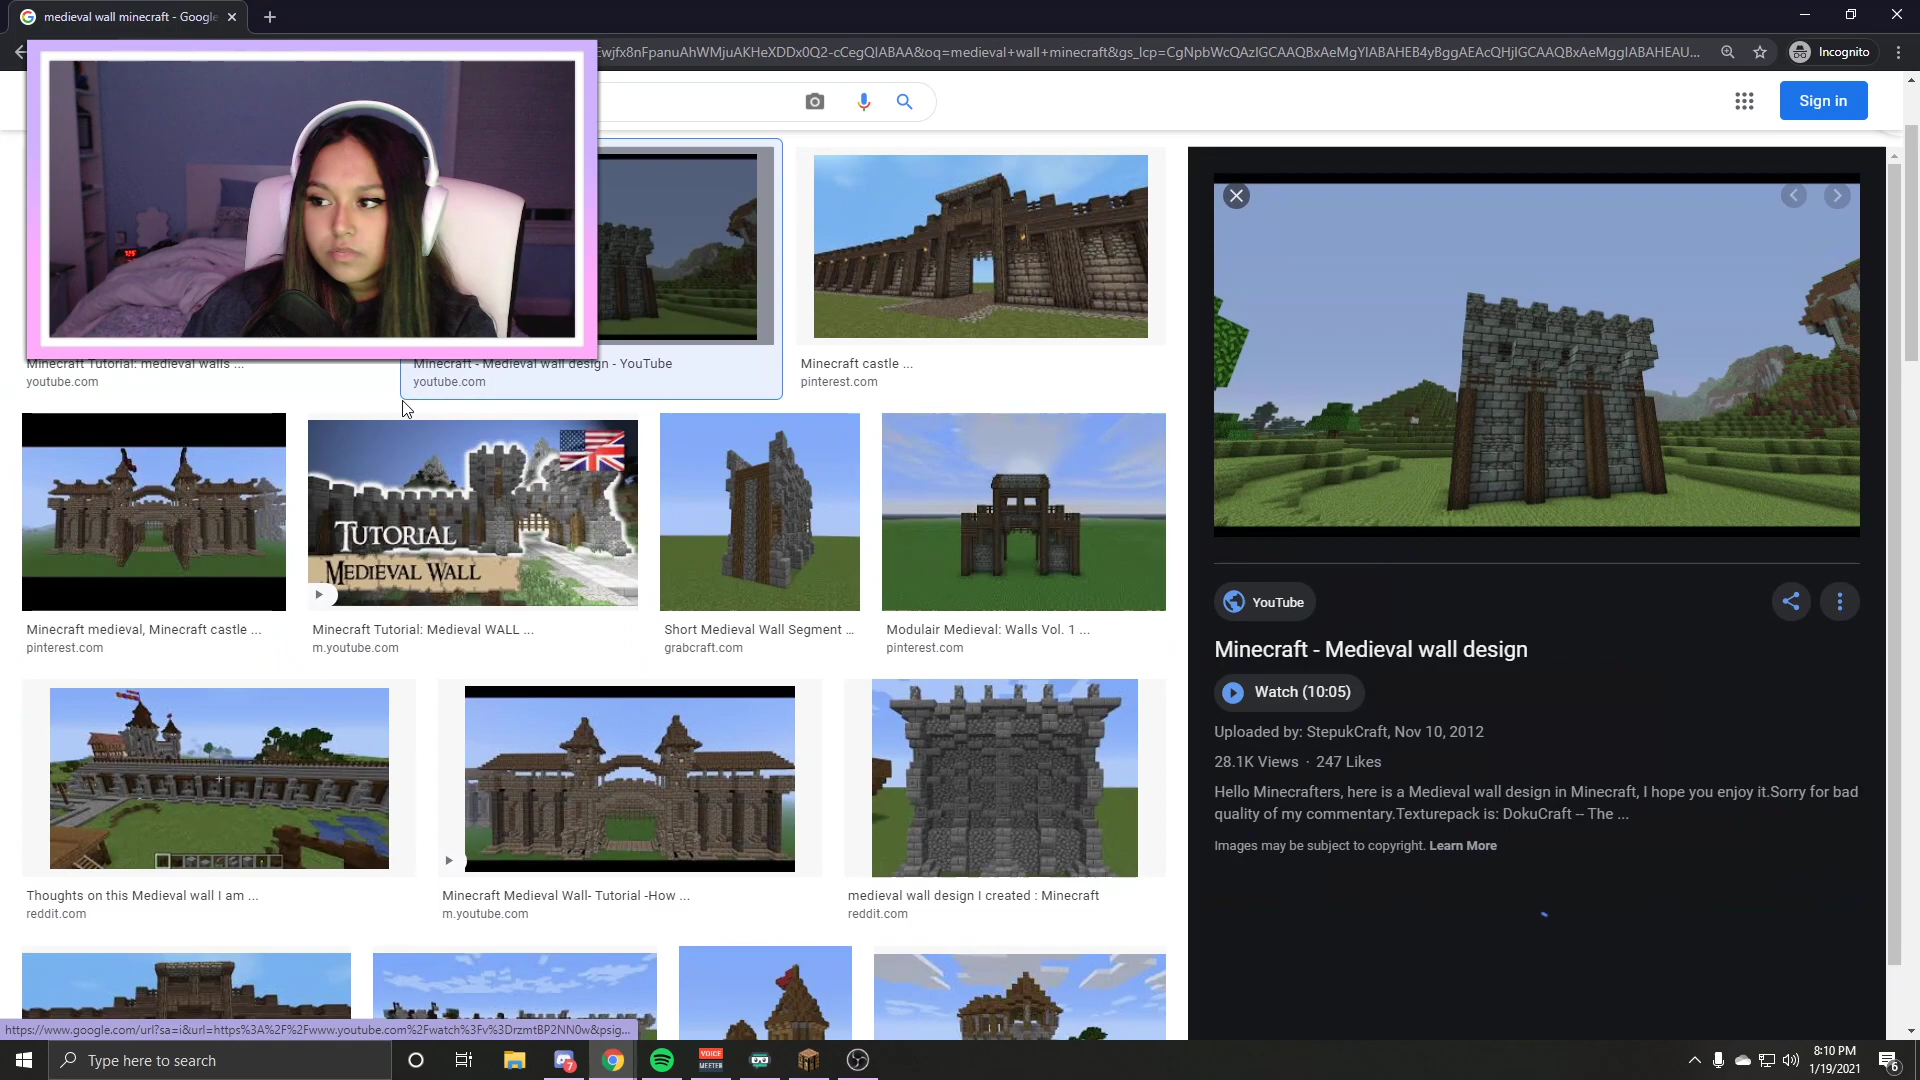 medieval wall minecraft - Google
Ewjfx8nFpanuAhWMjuAKHeXDDx0Q2-cCegQIABAA&oq=medieval+wall+minecraft&gs_lcp=CgNpbWcQAzIGCAAQBxAeMgYIABAHEB4yBggAEAcQHjIGCAAQBxAeMggIABAHEAU...
Incognito
Sign in
Minecraft Tutorial: medieval walls ...
youtube.com
Minecraft - Medieval wall design - YouTube
youtube.com
Minecraft castle ...
pinterest.com
TUTORIAL
MEDIEVAL WALL
Minecraft medieval, Minecraft castle ...
pinterest.com
Minecraft Tutorial: Medieval WALL ...
m.youtube.com
Short Medieval Wall Segment ...
grabcraft.com
Modulair Medieval: Walls Vol. 1 ...
pinterest.com
Thoughts on this Medieval wall I am ...
reddit.com
Minecraft Medieval Wall- Tutorial -How ...
m.youtube.com
medieval wall design I created : Minecraft
reddit.com
YouTube
Minecraft - Medieval wall design
Watch (10:05)
Uploaded by: StepukCraft, Nov 10, 2012
28.1K Views · 247 Likes
Hello Minecrafters, here is a Medieval wall design in Minecraft, I hope you enjoy it.Sorry for bad
quality of my commentary.Texturepack is: DokuCraft -- The ...
Images may be subject to copyright. Learn More
https://www.google.com/url?sa=i&url=https%3A%2F%2Fwww.youtube.com%2Fwatch%3Fv%3DrzmtBP2NN0w&psig...
Type here to search
7
VOICE
MEETER
8:10 PM
1/19/2021
6